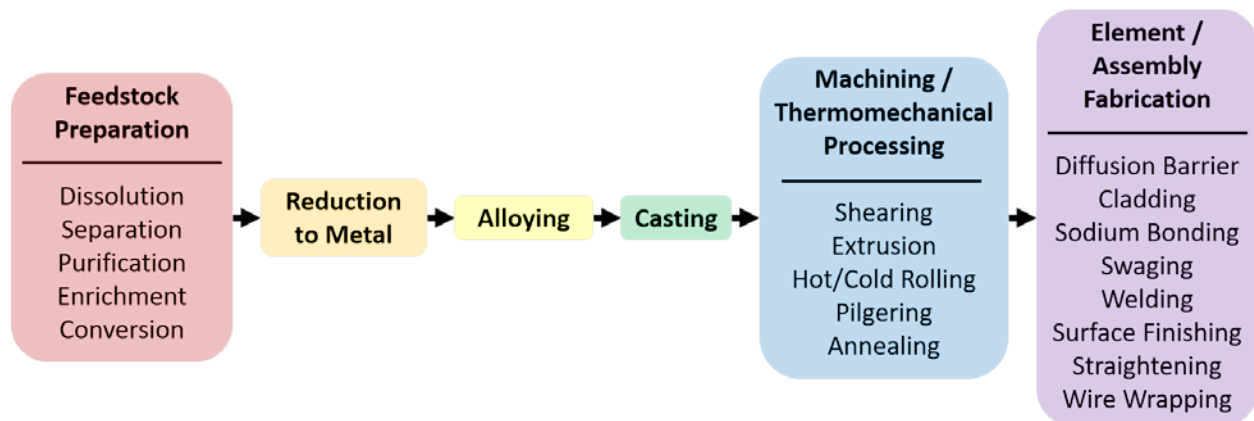 Feedstock
Preparation
Dissolution
Separation
Purification
Enrichment
Conversion
Reduction
to Metal
Alloying
Casting
Machining /
Thermomechanical
Processing
Shearing
Extrusion
Hot/Cold Rolling
Pilgering
Annealing
Element /
Assembly
Fabrication
Diffusion Barrier
Cladding
Sodium Bonding
Swaging
Welding
Surface Finishing
Straightening
Wire Wrapping